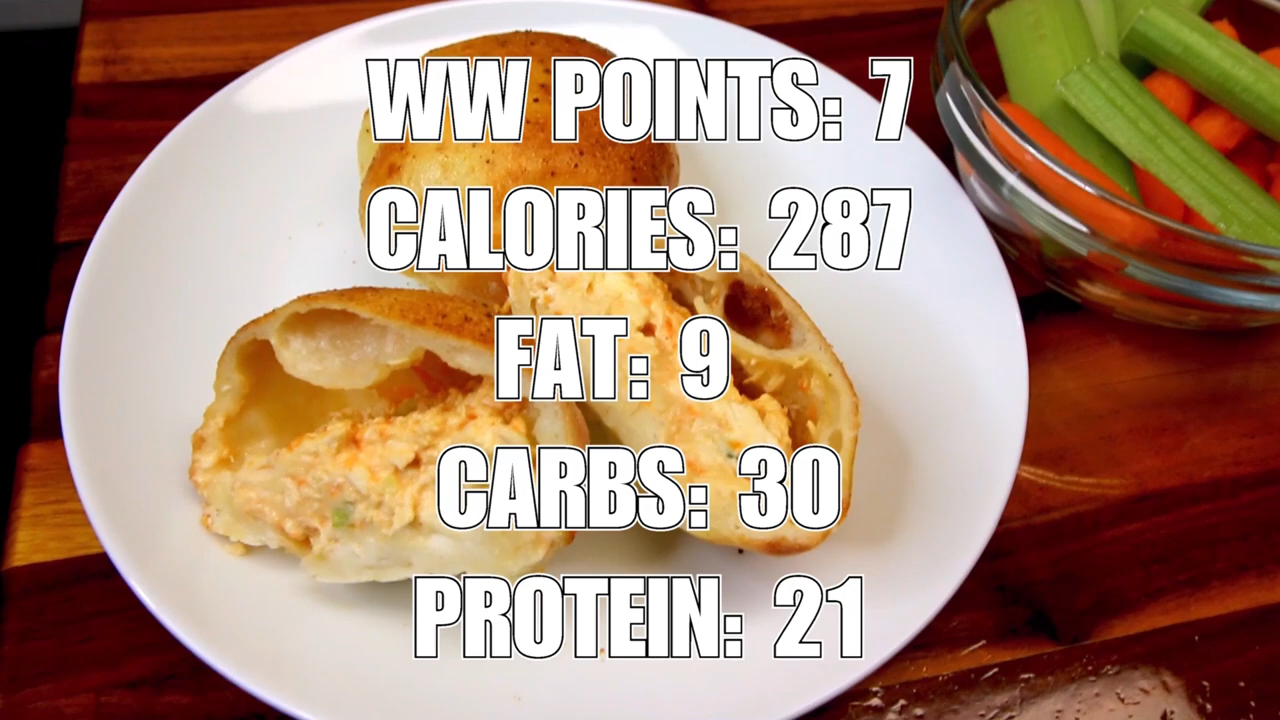 WW POINTS: 7
CALORIES: 287
FAT: 9
CARBS: 30
PROTEIN: 21